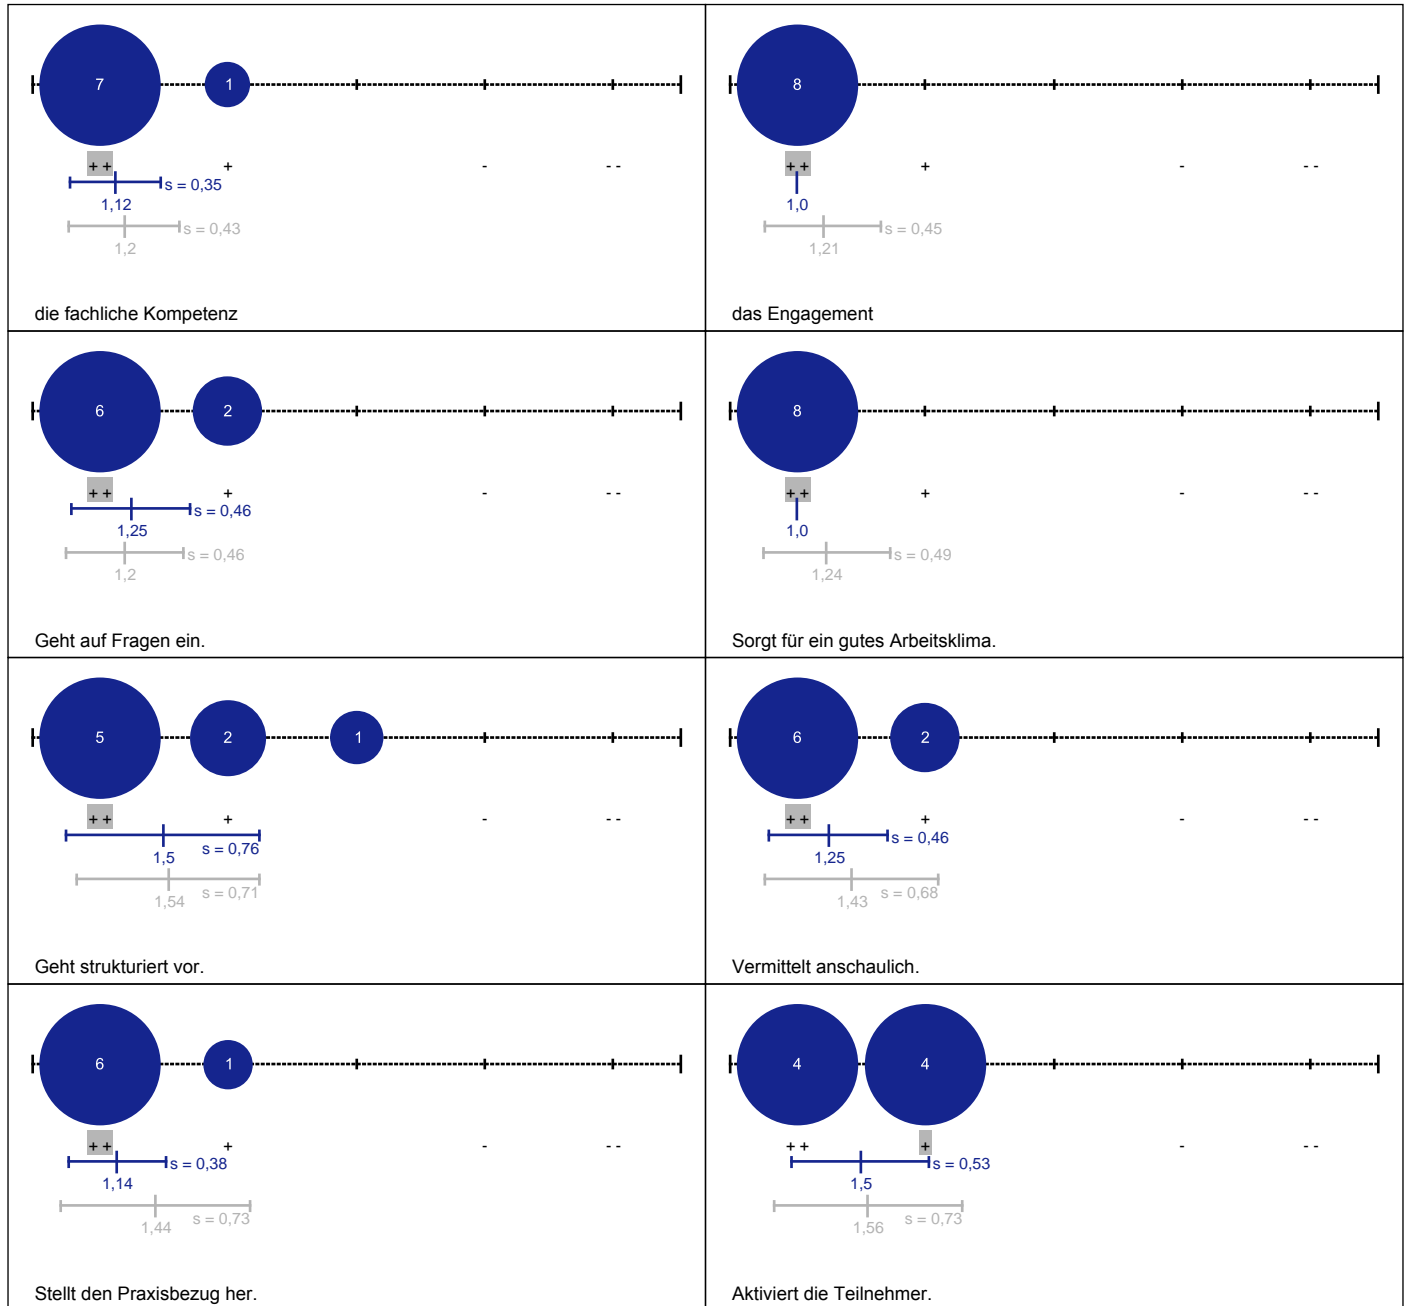 7 1
++ + - --
s = 0,35
1,12
s = 0,43
1,2
die fachliche Kompetenz
8
++ + - --
1,0
s = 0,45
1,21
das Engagement
6 2
++ + - --
s = 0,46
1,25
s = 0,46
1,2
Geht auf Fragen ein.
8
++ + - --
1,0
s = 0,49
1,24
Sorgt für ein gutes Arbeitsklima.
5 2 1
++ + - --
1,5 s = 0,76
1,54 s = 0,71
Geht strukturiert vor.
6 2
++ + - --
s = 0,46
1,25
1,43 s = 0,68
Vermittelt anschaulich.
6 1
++ + - --
s = 0,38
1,14
1,44 s = 0,73
Stellt den Praxisbezug her.
4 4
++ + - --
s = 0,53
1,5
1,56 s = 0,73
Aktiviert die Teilnehmer.